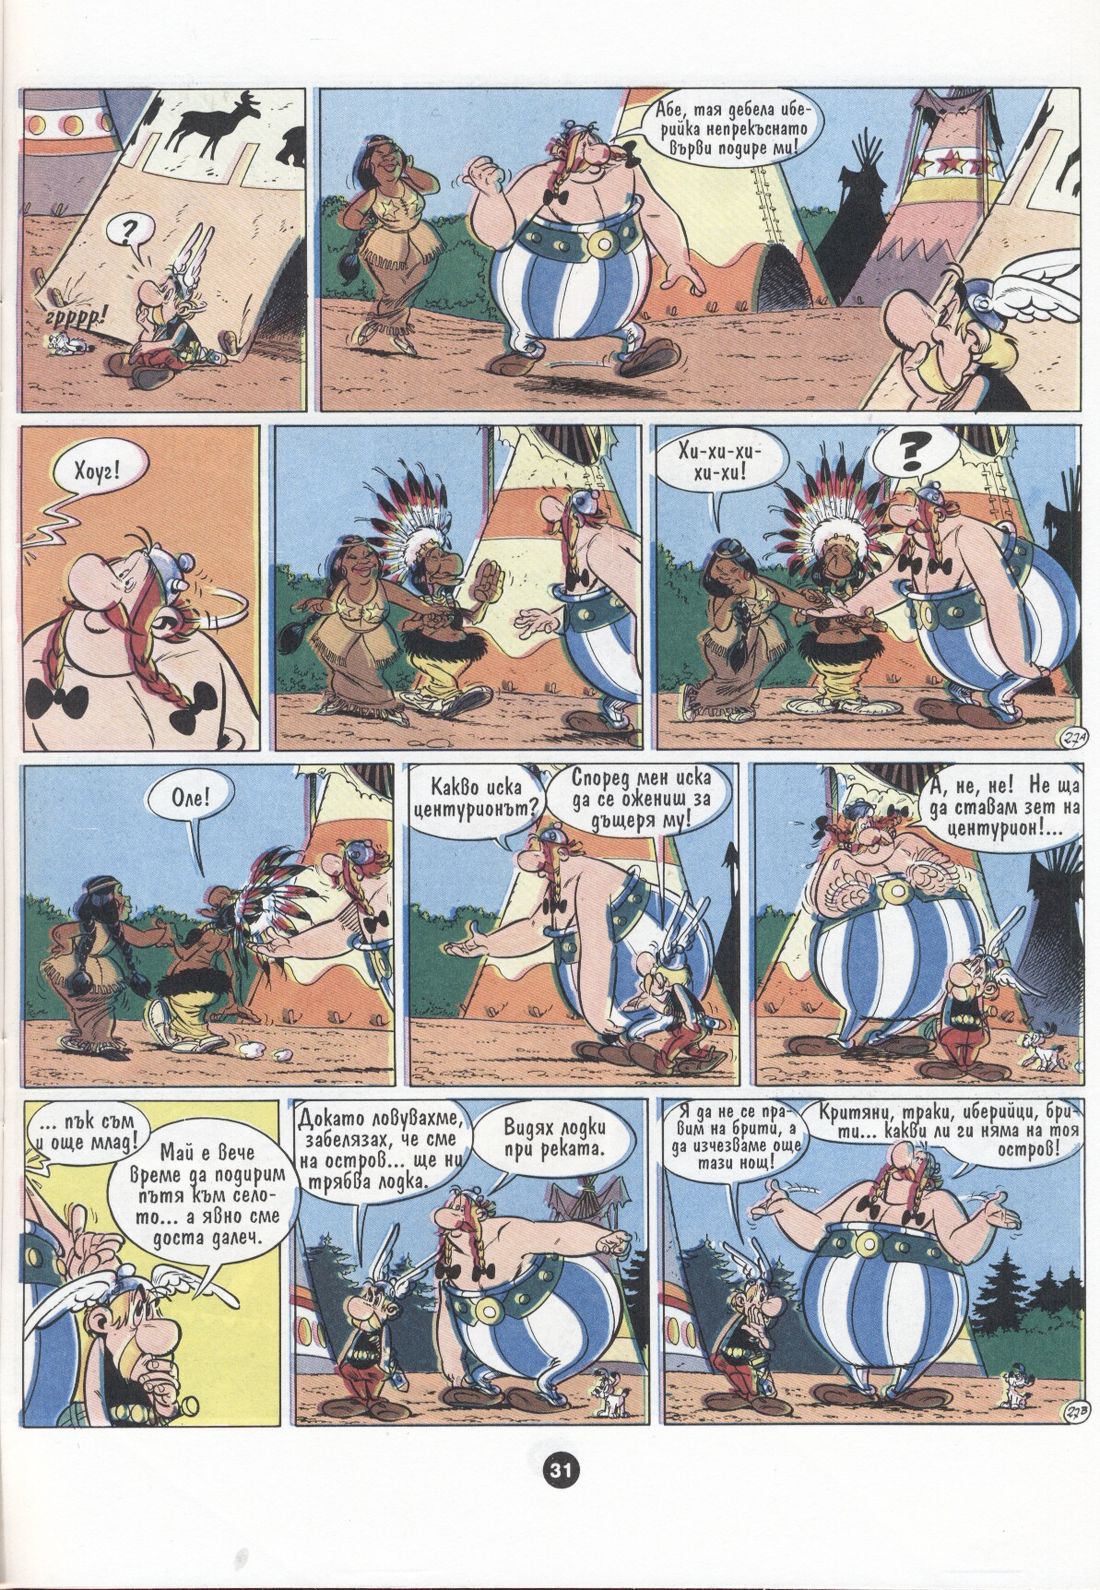 ?
грррр!
Абе, тая дебела ибе-
рийка непрекъснато
върви подире ми!
Хоуг!
Хи-хи-хи-
хи-хи!
?
27A
Оле!
Какво иска
центурионът?
Според мен иска
да се ожениш за
дъщеря му!
А, не, не! Не ща
да ставам зет на
центурион!...
... пък съм
и още млад!
Май е вече
време да подирим
пътя към село-
то... а явно сме
доста далеч.
Докато ловувахме,
забелязах, че сме
на остров... ще ни
трябва лодка.
Видях лодки
при реката.
Я да не се пра-
вим на брити, а
да изчезваме още
тази нощ!
Критяни, траки, иберийци, бри-
ти... какви ли ги няма на тоя
остров!
27B
31